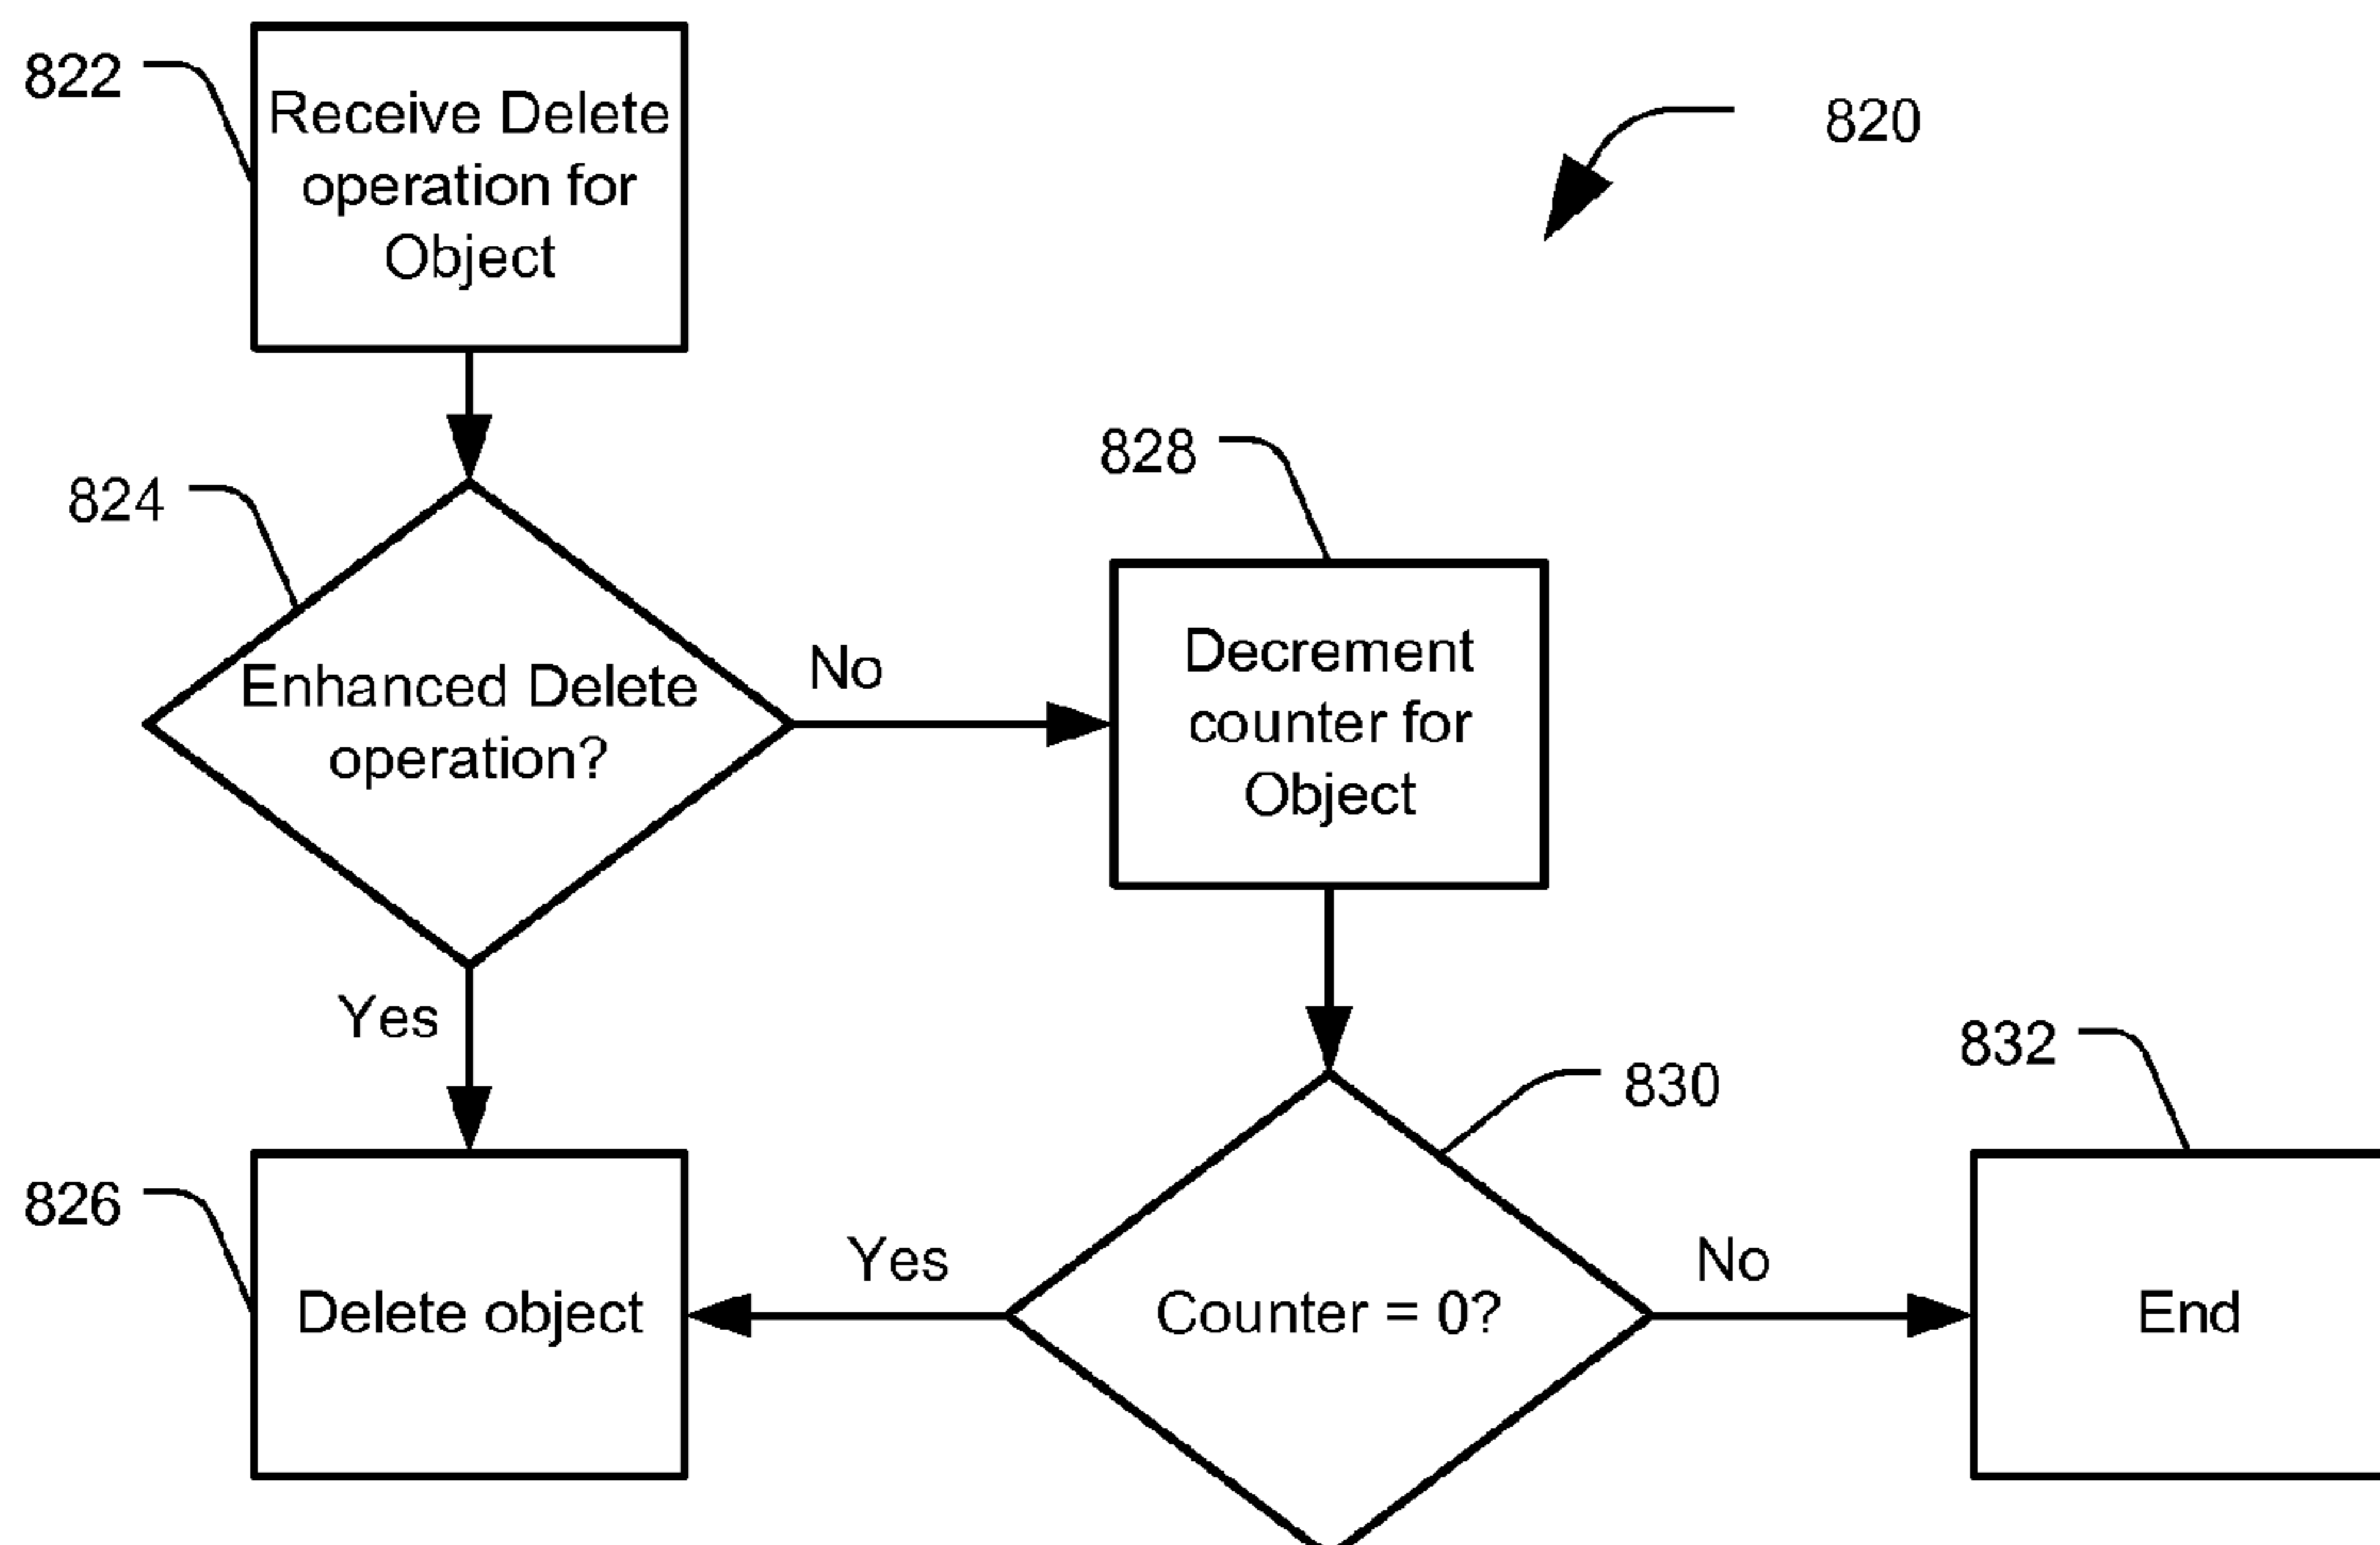 822
Receive Delete
operation for
Object
820
824
Enhanced Delete
operation?
No
828
Decrement
counter for
Object
Yes
826
Delete object
Yes
830
Counter = 0?
No
832
End